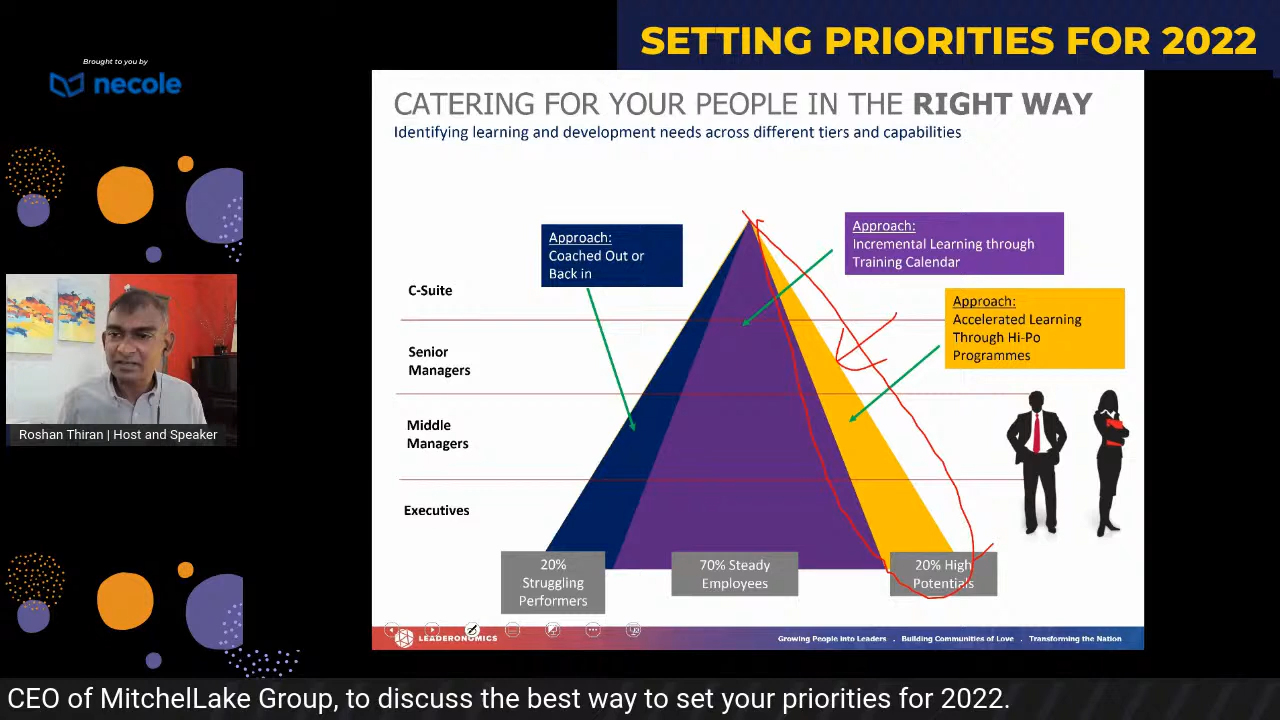 SETTING PRIORITIES FOR 2022
Brought to you by
necole
CATERING FOR YOUR PEOPLE IN THE RIGHT WAY
Identifying learning and development needs across different tiers and capabilities
Approach:
Coached Out or
Back in
Approach:
Incremental Learning through
Training Calendar
Approach:
Accelerated Learning
Through Hi-Po
Programmes
C-Suite
Senior
Managers
Middle
Managers
Executives
20%
Struggling
Performers
70% Steady
Employees
20% High
Potentials
Roshan Thiran | Host and Speaker
LEADERONOMICS
Growing People into Leaders . Building Communities of Love . Transforming the Nation
CEO of MitchelLake Group, to discuss the best way to set your priorities for 2022.